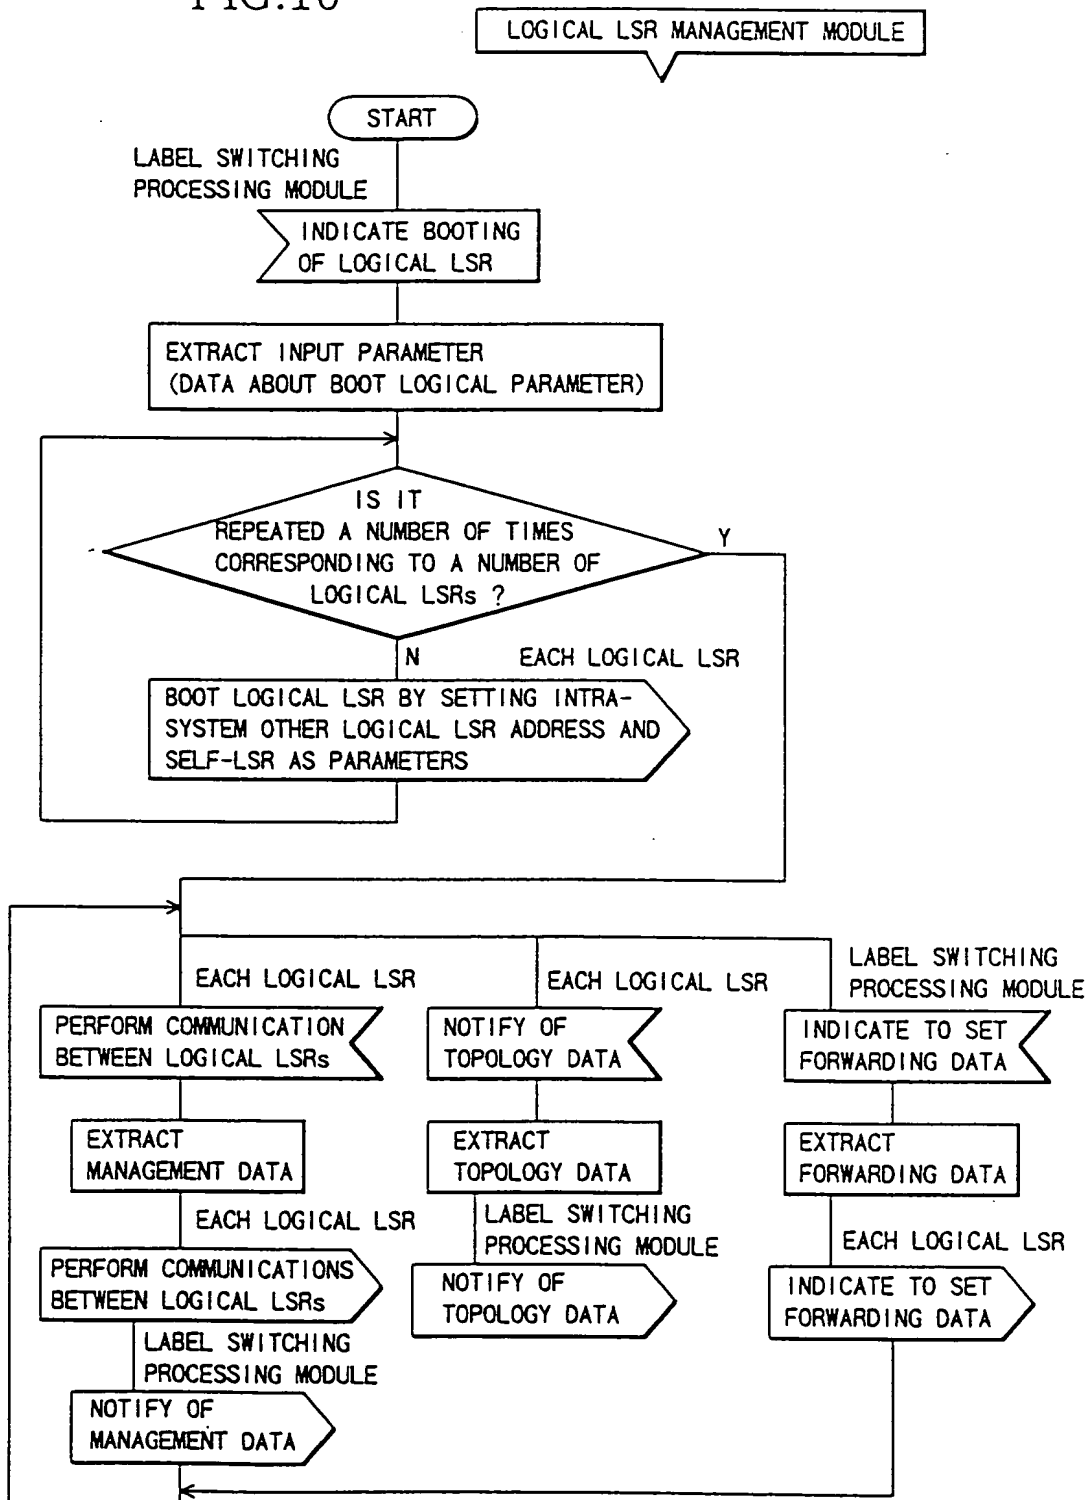 FIG.10
LOGICAL LSR MANAGEMENT MODULE
START
LABEL SWITCHING
PROCESSING MODULE
INDICATE BOOTING
OF LOGICAL LSR
EXTRACT INPUT PARAMETER
(DATA ABOUT BOOT LOGICAL PARAMETER)
IS IT
REPEATED A NUMBER OF TIMES
CORRESPONDING TO A NUMBER OF
LOGICAL LSRs ?
Y
N
EACH LOGICAL LSR
BOOT LOGICAL LSR BY SETTING INTRA-
SYSTEM OTHER LOGICAL LSR ADDRESS AND
SELF-LSR AS PARAMETERS
EACH LOGICAL LSR
PERFORM COMMUNICATION
BETWEEN LOGICAL LSRs
EXTRACT
MANAGEMENT DATA
EACH LOGICAL LSR
PERFORM COMMUNICATIONS
BETWEEN LOGICAL LSRs
LABEL SWITCHING
PROCESSING MODULE
NOTIFY OF
MANAGEMENT DATA
EACH LOGICAL LSR
NOTIFY OF
TOPOLOGY DATA
EXTRACT
TOPOLOGY DATA
LABEL SWITCHING
PROCESSING MODULE
NOTIFY OF
TOPOLOGY DATA
LABEL SWITCHING
PROCESSING MODULE
INDICATE TO SET
FORWARDING DATA
EXTRACT
FORWARDING DATA
EACH LOGICAL LSR
INDICATE TO SET
FORWARDING DATA